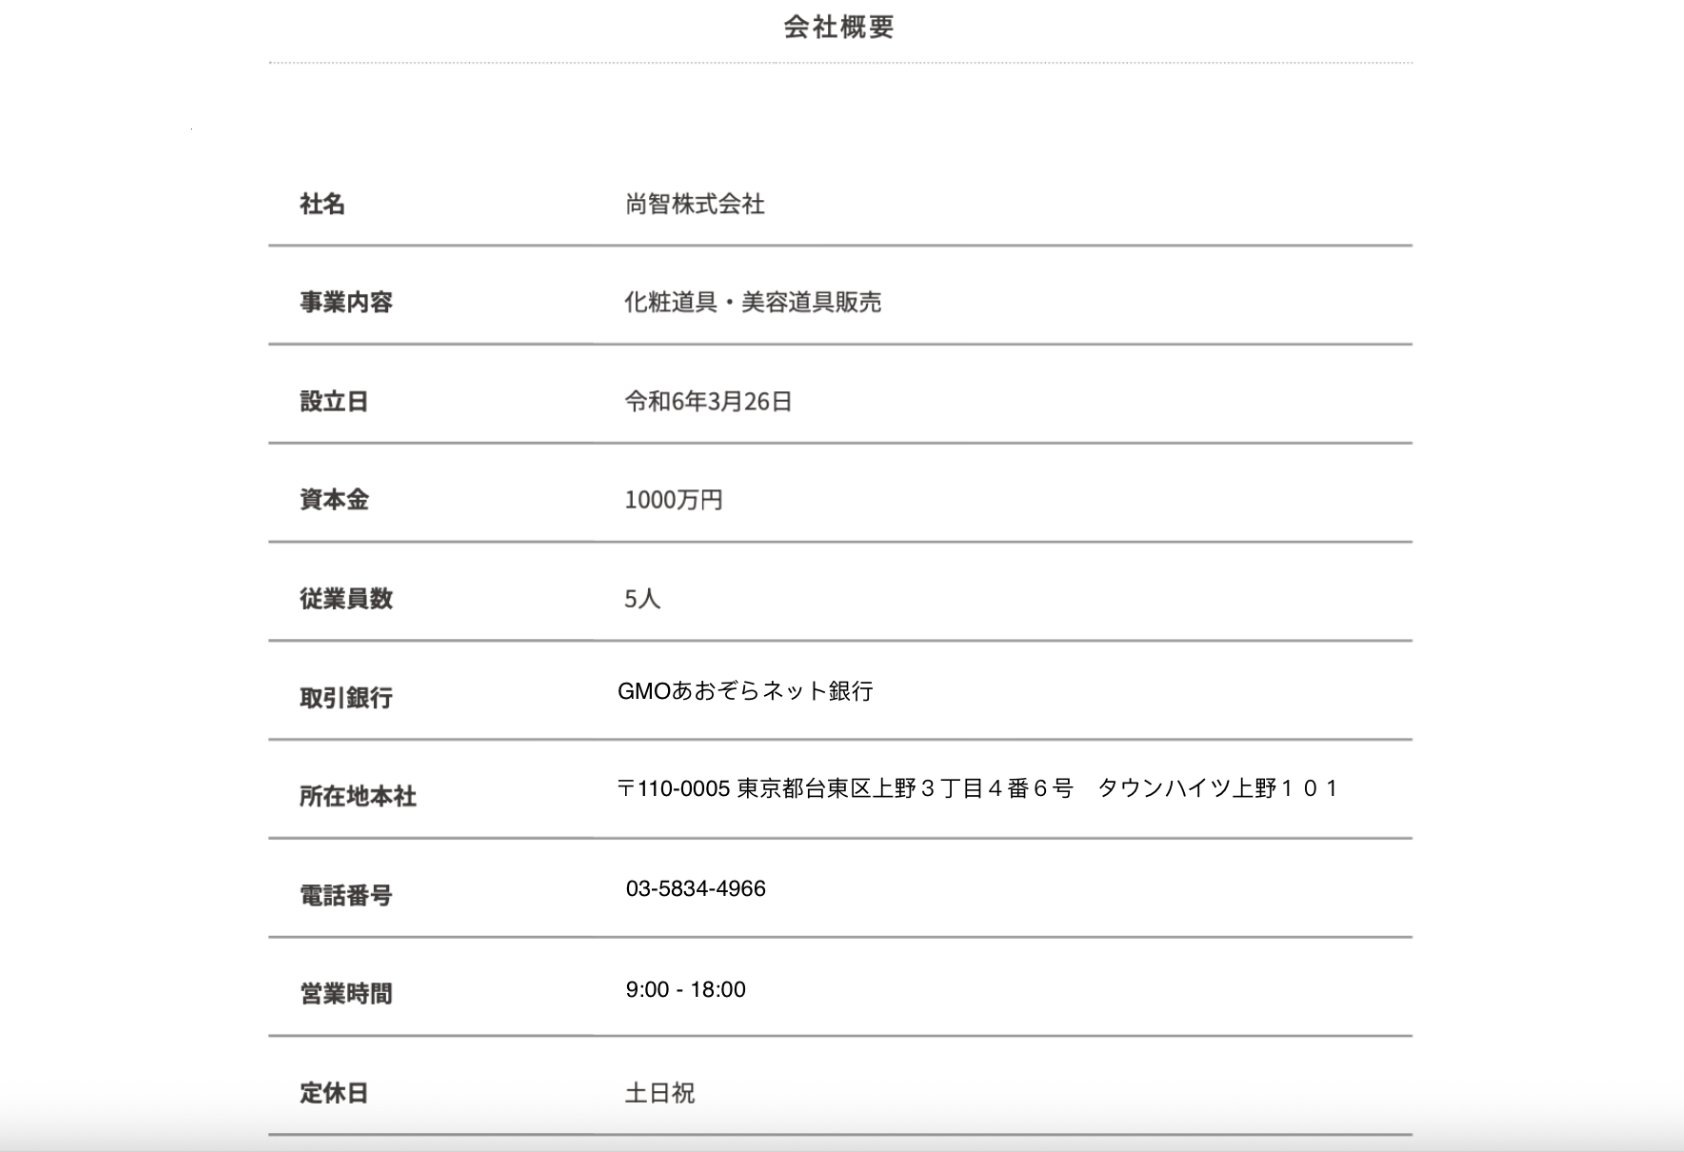 会社概要
社名 尚智株式会社
事業内容 化粧道具・美容道具販売
設立日 令和6年3月26日
資本金 1000万円
従業員数 5人
取引銀行 GMOあおぞらネット銀行
所在地本社 〒110-0005 東京都台東区上野３丁目４番６号　タウンハイツ上野１０１
電話番号 03-5834-4966
営業時間 9:00 - 18:00
定休日 土日祝